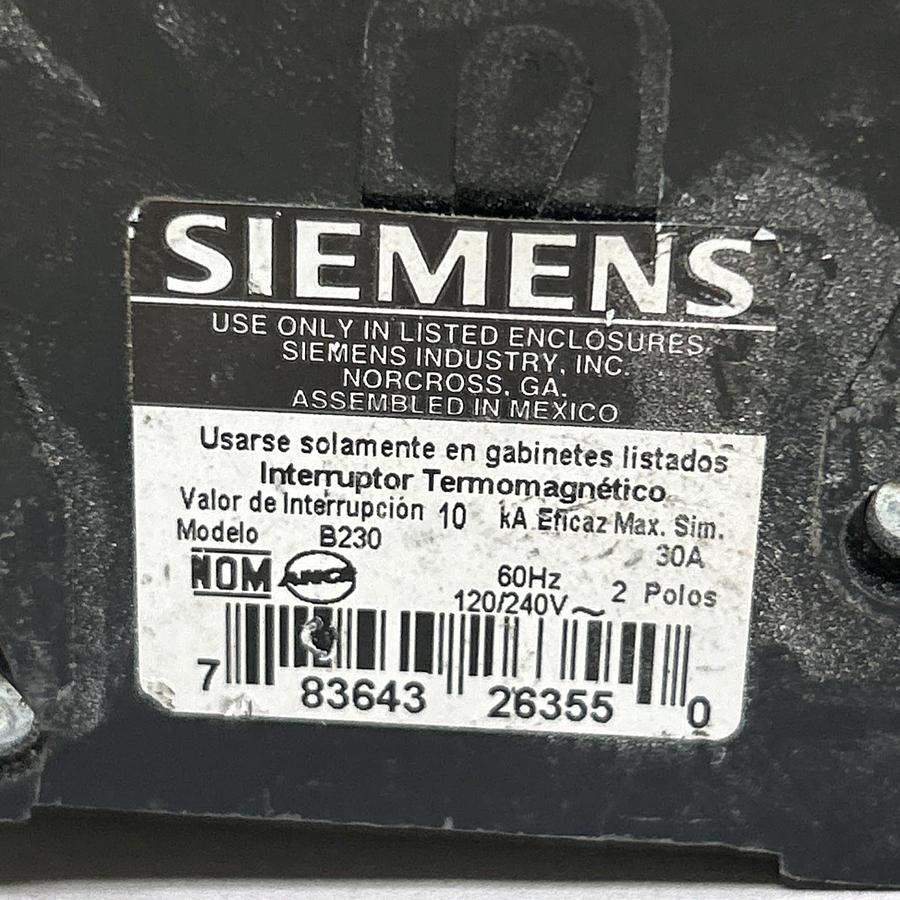 SIEMENS
USE ONLY IN LISTED ENCLOSURES
SIEMENS INDUSTRY, INC
NORCROSS, GA.
ASSEMBLED IN MEXICO
Usarse solamente en gabinetes listados
Interruptor Termomagnético
Valor de Interrupción 10 kA Eficaz Max. Sim.
Modelo B230 30A
NOM ANCE 60Hz
120/240V~ 2 Polos
7 83643 26355 0